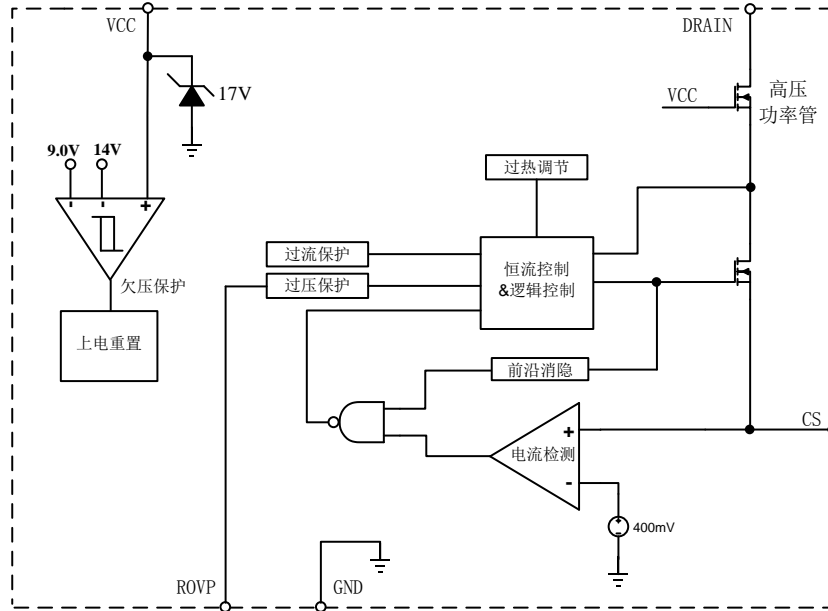 VCC
DRAIN
17V
VCC
高压
功率管
9.0V
14V
过热调节
过流保护
恒流控制
&逻辑控制
过压保护
欠压保护
上电重置
前沿消隐
CS
电流检测
400mV
ROVP
GND